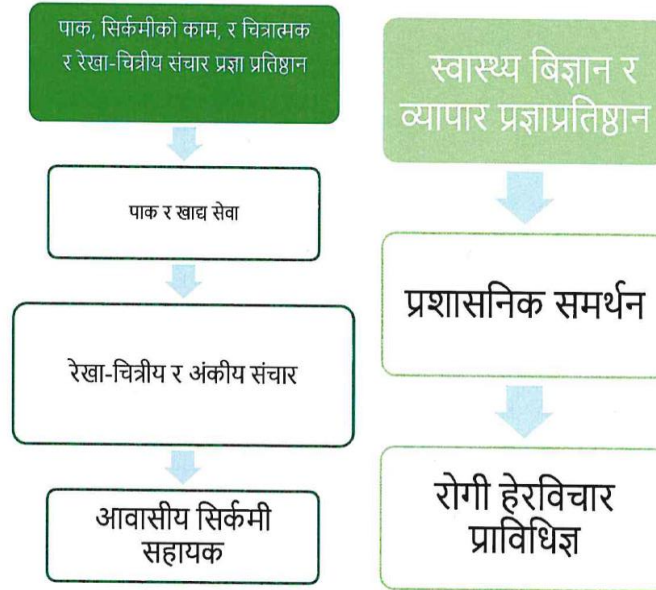 पाक, सिर्कमीको काम, र चित्रात्मक
र रेखा-चित्रीय संचार प्रज्ञा प्रतिष्ठान
पाक र खाद्य सेवा
रेखा-चित्रीय र अंकीय संचार
आवासीय सिर्कमी
सहायक
स्वास्थ्य बिज्ञान र
व्यापार प्रज्ञाप्रतिष्ठान
प्रशासनिक समर्थन
रोगी हेरविचार
प्राविधिज्ञ